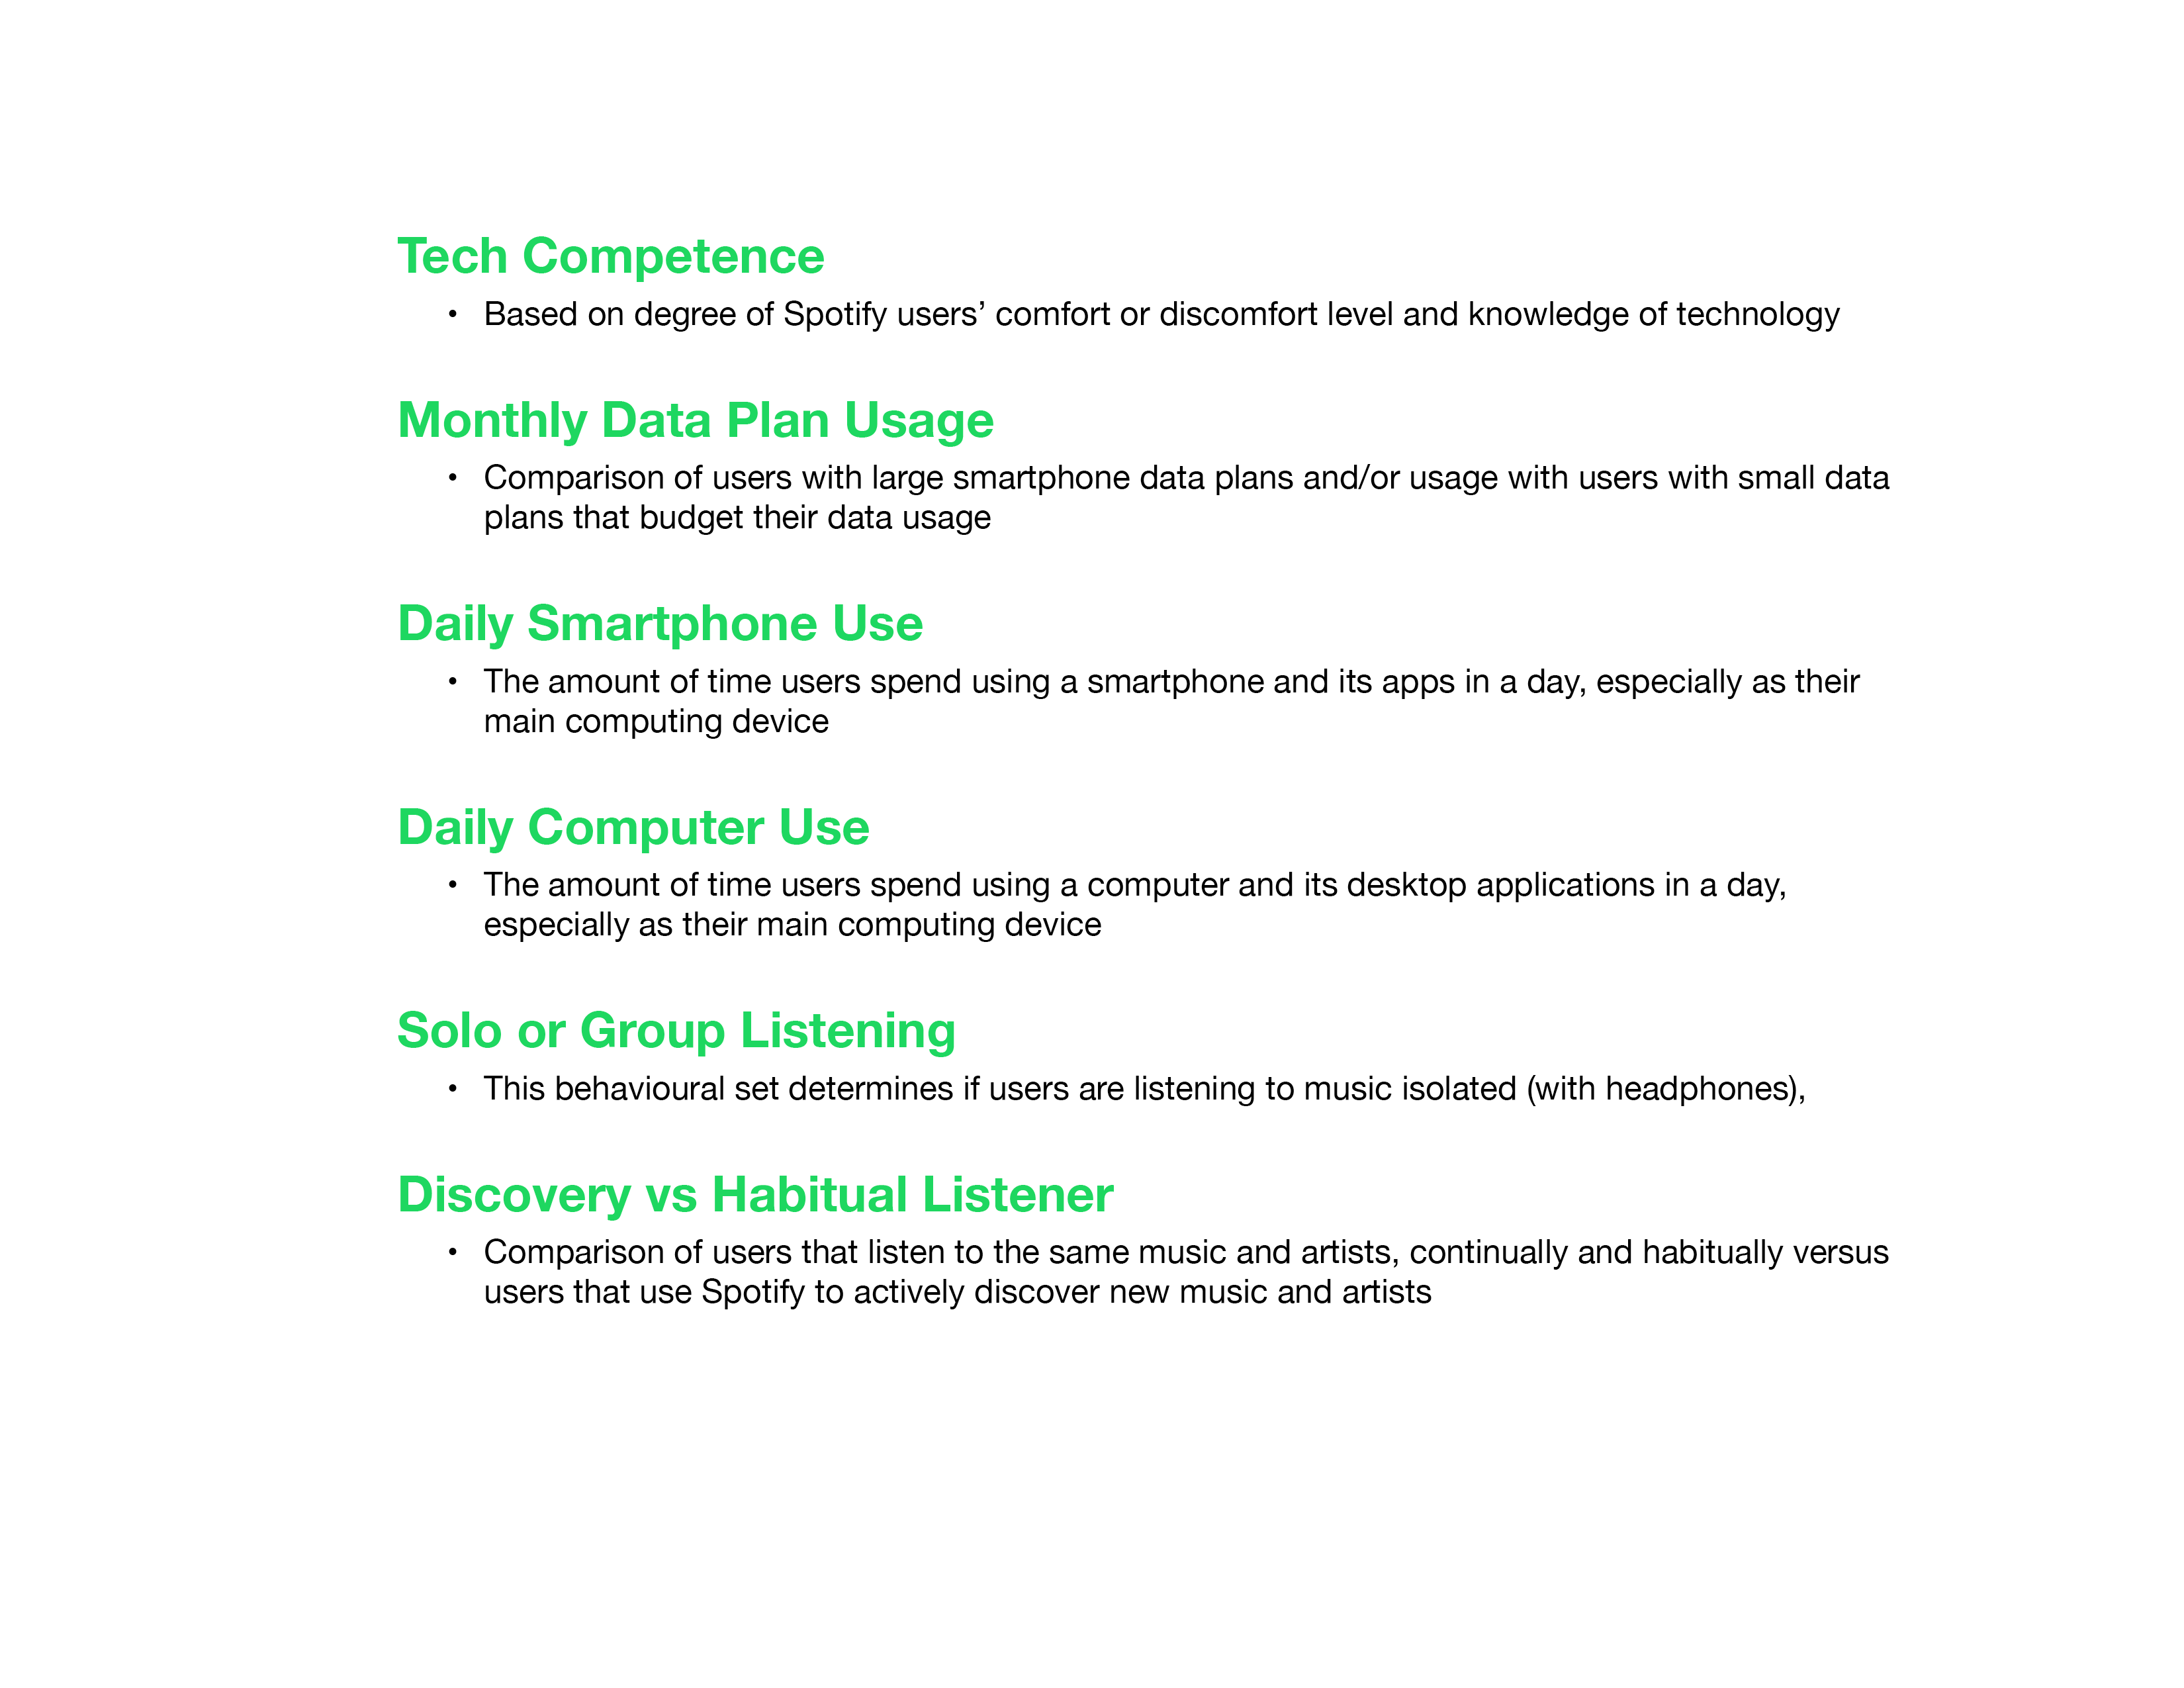 Tech Competence
• Based on degree of Spotify users’ comfort or discomfort level and knowledge of technology
Monthly Data Plan Usage
• Comparison of users with large smartphone data plans and/or usage with users with small data
plans that budget their data usage
Daily Smartphone Use
• The amount of time users spend using a smartphone and its apps in a day, especially as their
main computing device
Daily Computer Use
• The amount of time users spend using a computer and its desktop applications in a day,
especially as their main computing device
Solo or Group Listening
• This behavioural set determines if users are listening to music isolated (with headphones),
Discovery vs Habitual Listener
• Comparison of users that listen to the same music and artists, continually and habitually versus
users that use Spotify to actively discover new music and artists